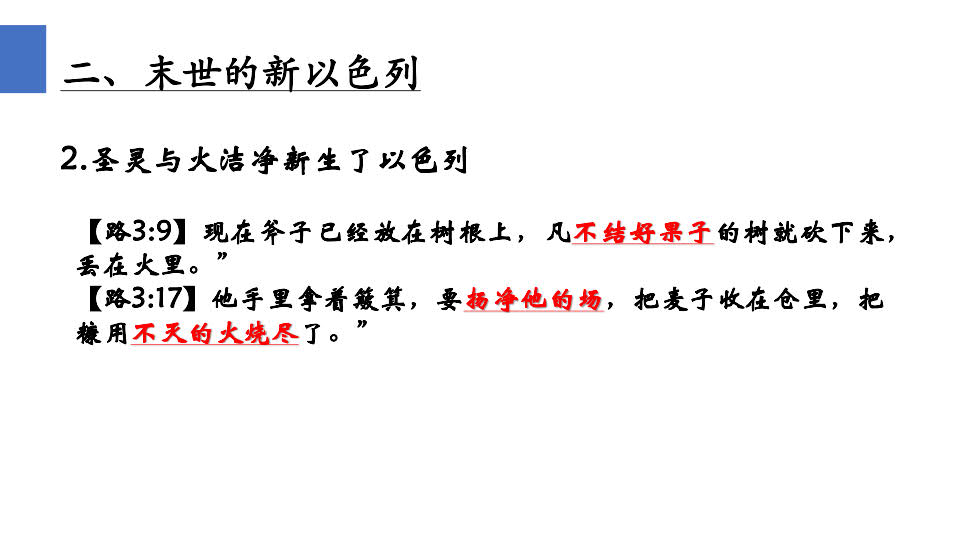 二、末世的新以色列
2.圣灵与火洁净新生了以色列
【路3:9】现在斧子已经放在树根上，凡不结好果子的树就砍下来，
丢在火里。”
【路3:17】他手里拿着簸箕，要扬净他的场，把麦子收在仓里，把
糠用不灭的火烧尽了。”